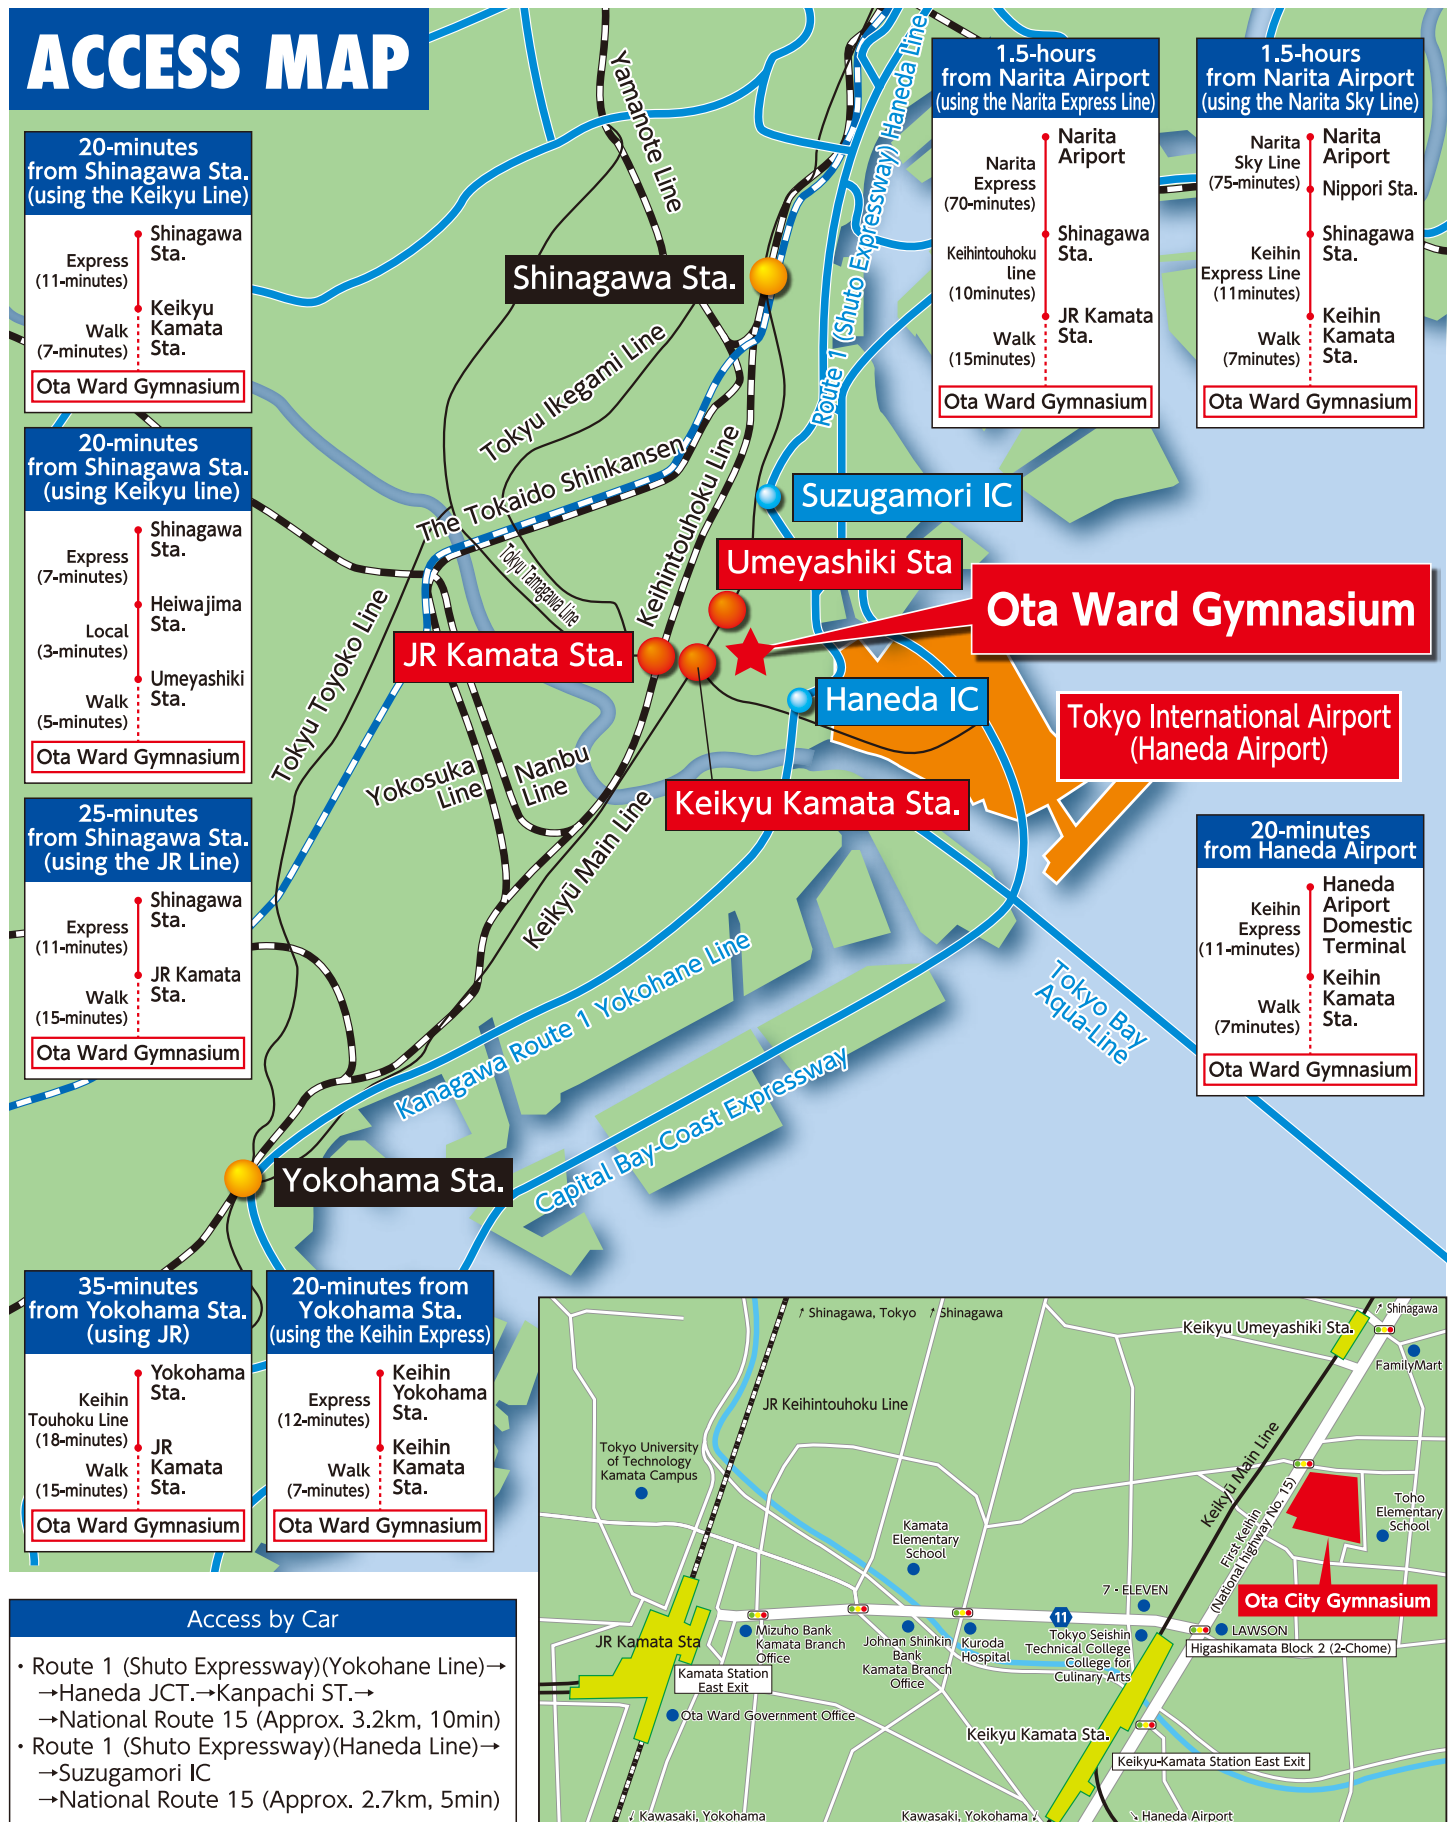 ACCESS MAP
20-minutes
from Shinagawa Sta.
(using the Keikyu Line)
Shinagawa
Sta.
Express
(11-minutes)
Keikyu
Kamata
Sta.
Walk
(7-minutes)
Ota Ward Gymnasium
20-minutes
from Shinagawa Sta.
(using Keikyu line)
Shinagawa
Sta.
Express
(7-minutes)
Heiwajima
Sta.
Local
(3-minutes)
Umeyashiki
Sta.
Walk
(5-minutes)
Ota Ward Gymnasium
25-minutes
from Shinagawa Sta.
(using the JR Line)
Shinagawa
Sta.
Express
(11-minutes)
JR Kamata
Sta.
Walk
(15-minutes)
Ota Ward Gymnasium
35-minutes
from Yokohama Sta.
(using JR)
Yokohama
Sta.
Keihin
Touhoku Line
(18-minutes)
JR
Kamata
Sta.
Walk
(15-minutes)
Ota Ward Gymnasium
20-minutes from
Yokohama Sta.
(using the Keihin Express)
Keihin
Yokohama
Sta.
Express
(12-minutes)
Keihin
Kamata
Sta.
Walk
(7-minutes)
Ota Ward Gymnasium
1.5-hours
from Narita Airport
(using the Narita Express Line)
Narita
Ariport
Narita
Express
(70-minutes)
Shinagawa
Sta.
Keihintouhoku
line
(10minutes)
JR Kamata
Sta.
Walk
(15minutes)
Ota Ward Gymnasium
1.5-hours
from Narita Airport
(using the Narita Sky Line)
Narita
Ariport
Narita
Sky Line
(75-minutes)
Nippori Sta.
Shinagawa
Sta.
Keihin
Express Line
(11minutes)
Keihin
Kamata
Sta.
Walk
(7minutes)
Ota Ward Gymnasium
20-minutes
from Haneda Airport
Haneda
Ariport
Domestic
Terminal
Keihin
Express
(11-minutes)
Keihin
Kamata
Sta.
Walk
(7minutes)
Ota Ward Gymnasium
Yamanote Line
Route 1 (Shuto Expressway) Haneda Line
Shinagawa Sta.
Tokyu Ikegami Line
The Tokaido Shinkansen
Keihintouhoku Line
Tokyu Tamagawa Line
Suzugamori IC
Umeyashiki Sta
Ota Ward Gymnasium
JR Kamata Sta.
Haneda IC
Tokyo International Airport
(Haneda Airport)
Tokyu Toyoko Line
Yokosuka
Line
Nanbu
Line
Keikyu Kamata Sta.
Keikyū Main Line
Kanagawa Route 1 Yokohane Line
Tokyo Bay
Aqua-Line
Capital Bay-Coast Expressway
Yokohama Sta.
↑ Shinagawa, Tokyo
↑ Shinagawa
↑ Shinagawa
Keikyu Umeyashiki Sta.
FamilyMart
JR Keihintouhoku Line
Tokyo University
of Technology
Kamata Campus
Keikyū Main Line
First Keihin
(National highway No. 15)
Toho
Elementary
School
Kamata
Elementary
School
7 - ELEVEN
Ota City Gymnasium
11
JR Kamata Sta
Mizuho Bank
Kamata Branch
Office
Johnan Shinkin
Bank
Kamata Branch
Office
Kuroda
Hospital
Tokyo Seishin
Technical College
College for
Culinary Arts
LAWSON
Higashikamata Block 2 (2-Chome)
Kamata Station
East Exit
Ota Ward Government Office
Keikyu Kamata Sta.
Keikyu-Kamata Station East Exit
↓ Kawasaki, Yokohama
Kawasaki, Yokohama ↓
↘ Haneda Airport
Access by Car
・Route 1 (Shuto Expressway)(Yokohane Line)→
→Haneda JCT.→Kanpachi ST.→
→National Route 15 (Approx. 3.2km, 10min)
・Route 1 (Shuto Expressway)(Haneda Line)→
→Suzugamori IC
→National Route 15 (Approx. 2.7km, 5min)